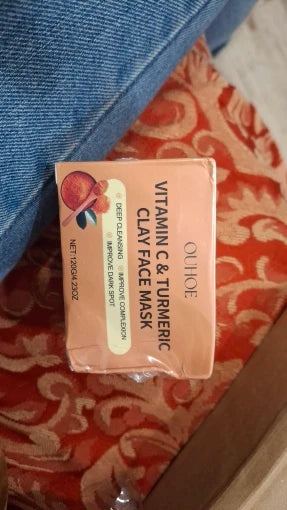 OUHOE
VITAMIN C & TURMERIC
CLAY FACE MASK
DEEP CLEANSING IMPROVE COMPLEXION
IMPROVE DARK SPOT
NET:120G/4.23OZ